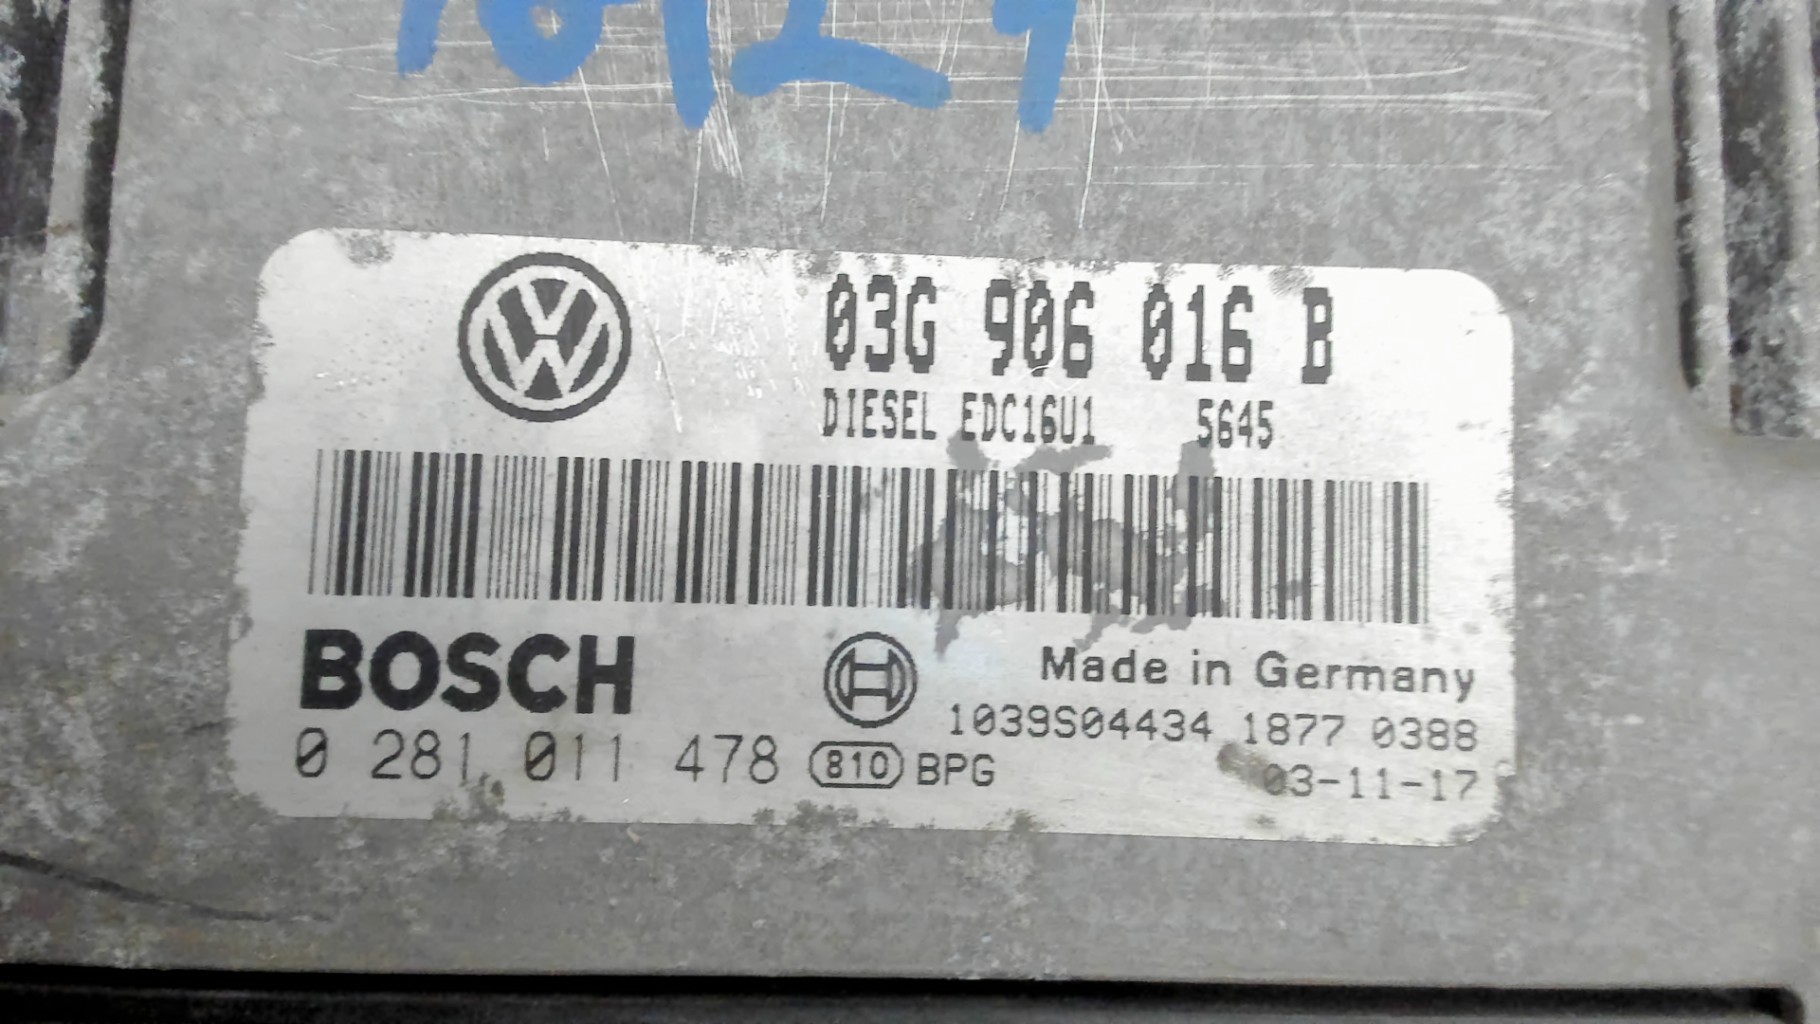 03G 906 016 B
DIESEL EDC16U1 5645
BOSCH
Made in Germany
1039S04434 1877 0388
0 281 011 478 810 BPG
03-11-17